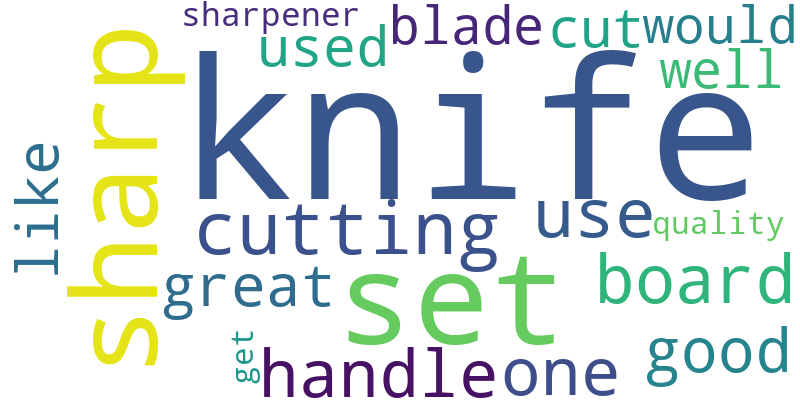 sharpener
used
blade
cut
would
well
knife
sharp
like
cutting
use
quality
great
set
board
get
handle
one
good